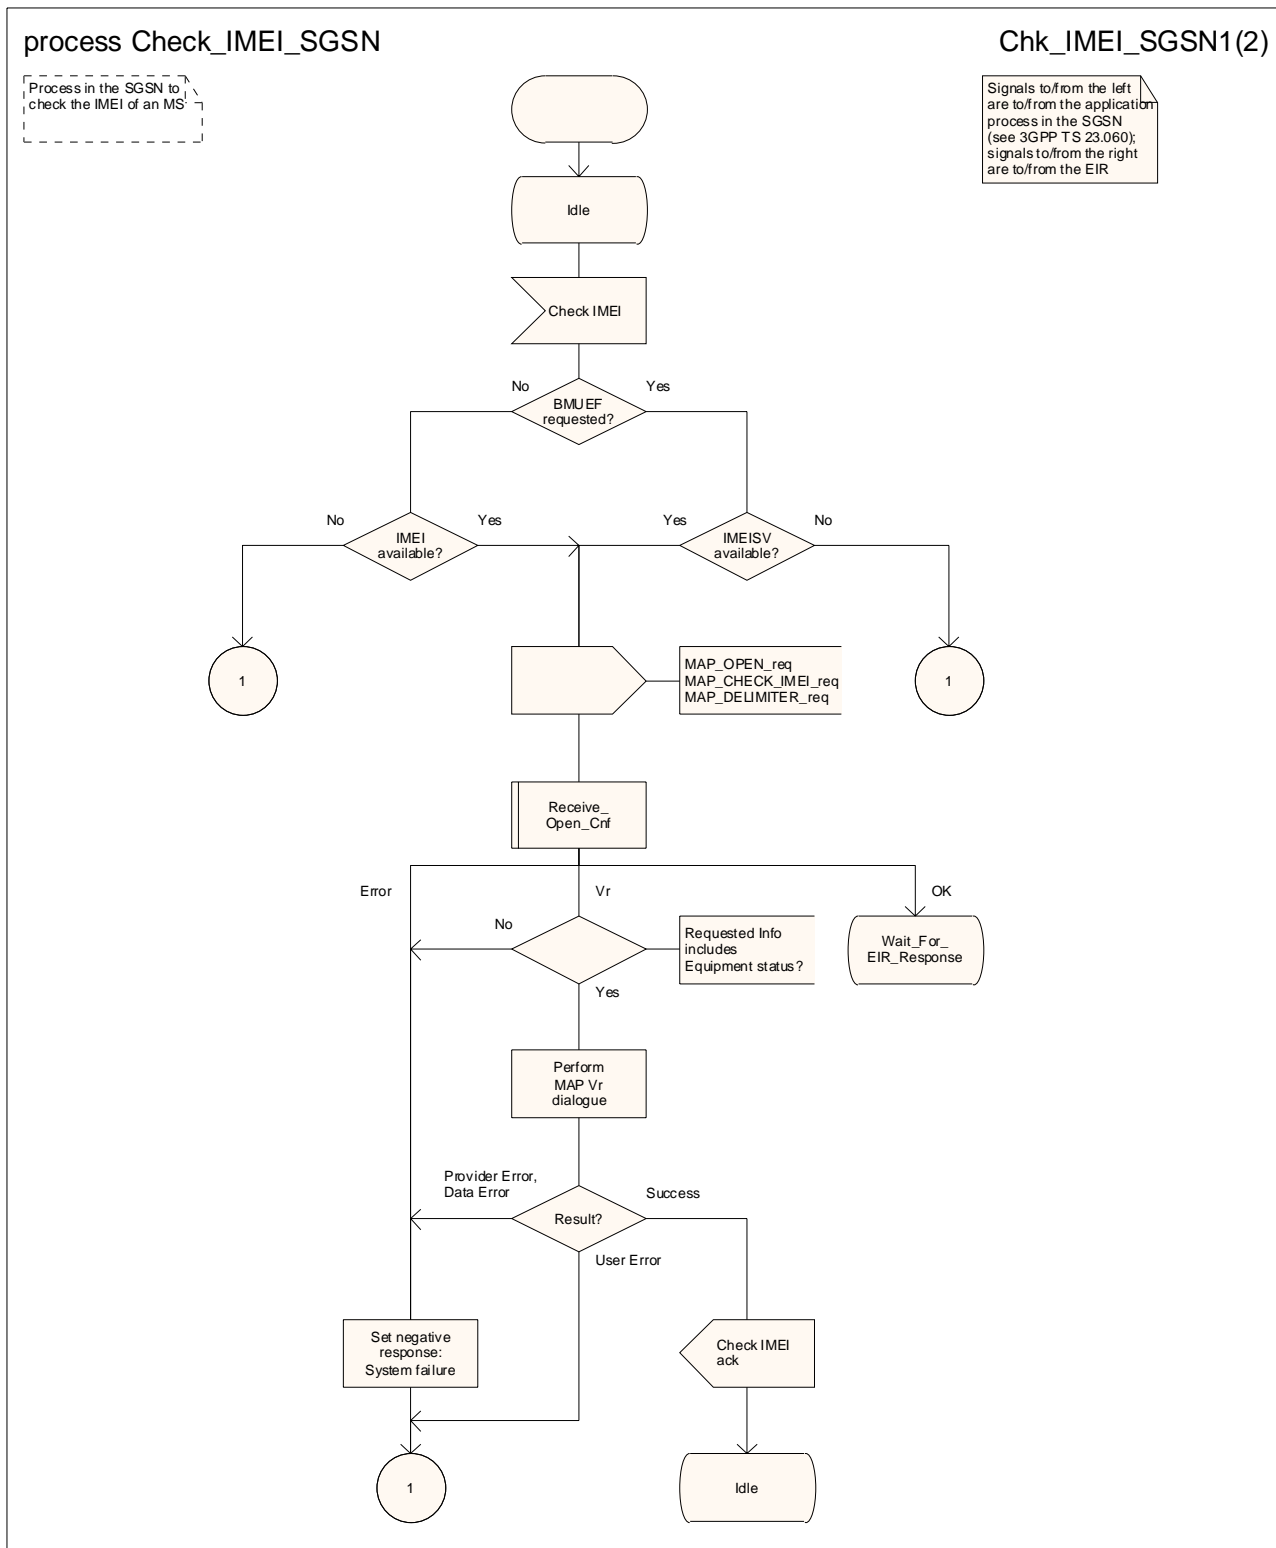 process Check_IMEI_SGSN
Chk_IMEI_SGSN1(2)
Process in the SGSN to
check the IMEI of an MS
Signals to/from the left
are to/from the application
process in the SGSN
(see 3GPP TS 23.060);
signals to/from the right
are to/from the EIR
Idle
Check IMEI
No
Yes
BMUEF
requested?
No
IMEI
available?
Yes
Yes
IMEISV
available?
No
1
MAP_OPEN_req
MAP_CHECK_IMEI_req
MAP_DELIMITER_req
1
Receive_
Open_Cnf
Error
Vr
OK
No
Requested Info
includes
Equipment status?
Wait_For_
EIR_Response
Yes
Perform
MAP Vr
dialogue
Provider Error,
Data Error
Result?
Success
User Error
Set negative
response:
System failure
Check IMEI
ack
1
Idle